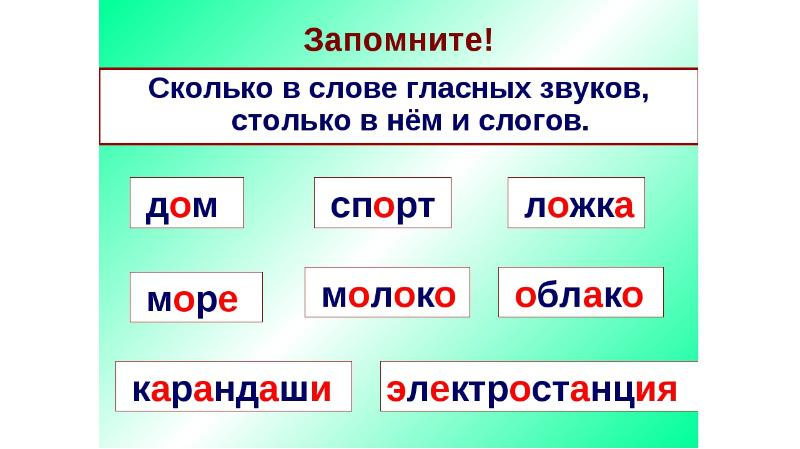 Запомните!
Сколько в слове гласных звуков,
столько в нём и слогов.
дом спорт ложка
море молоко облако
карандаши электростанция